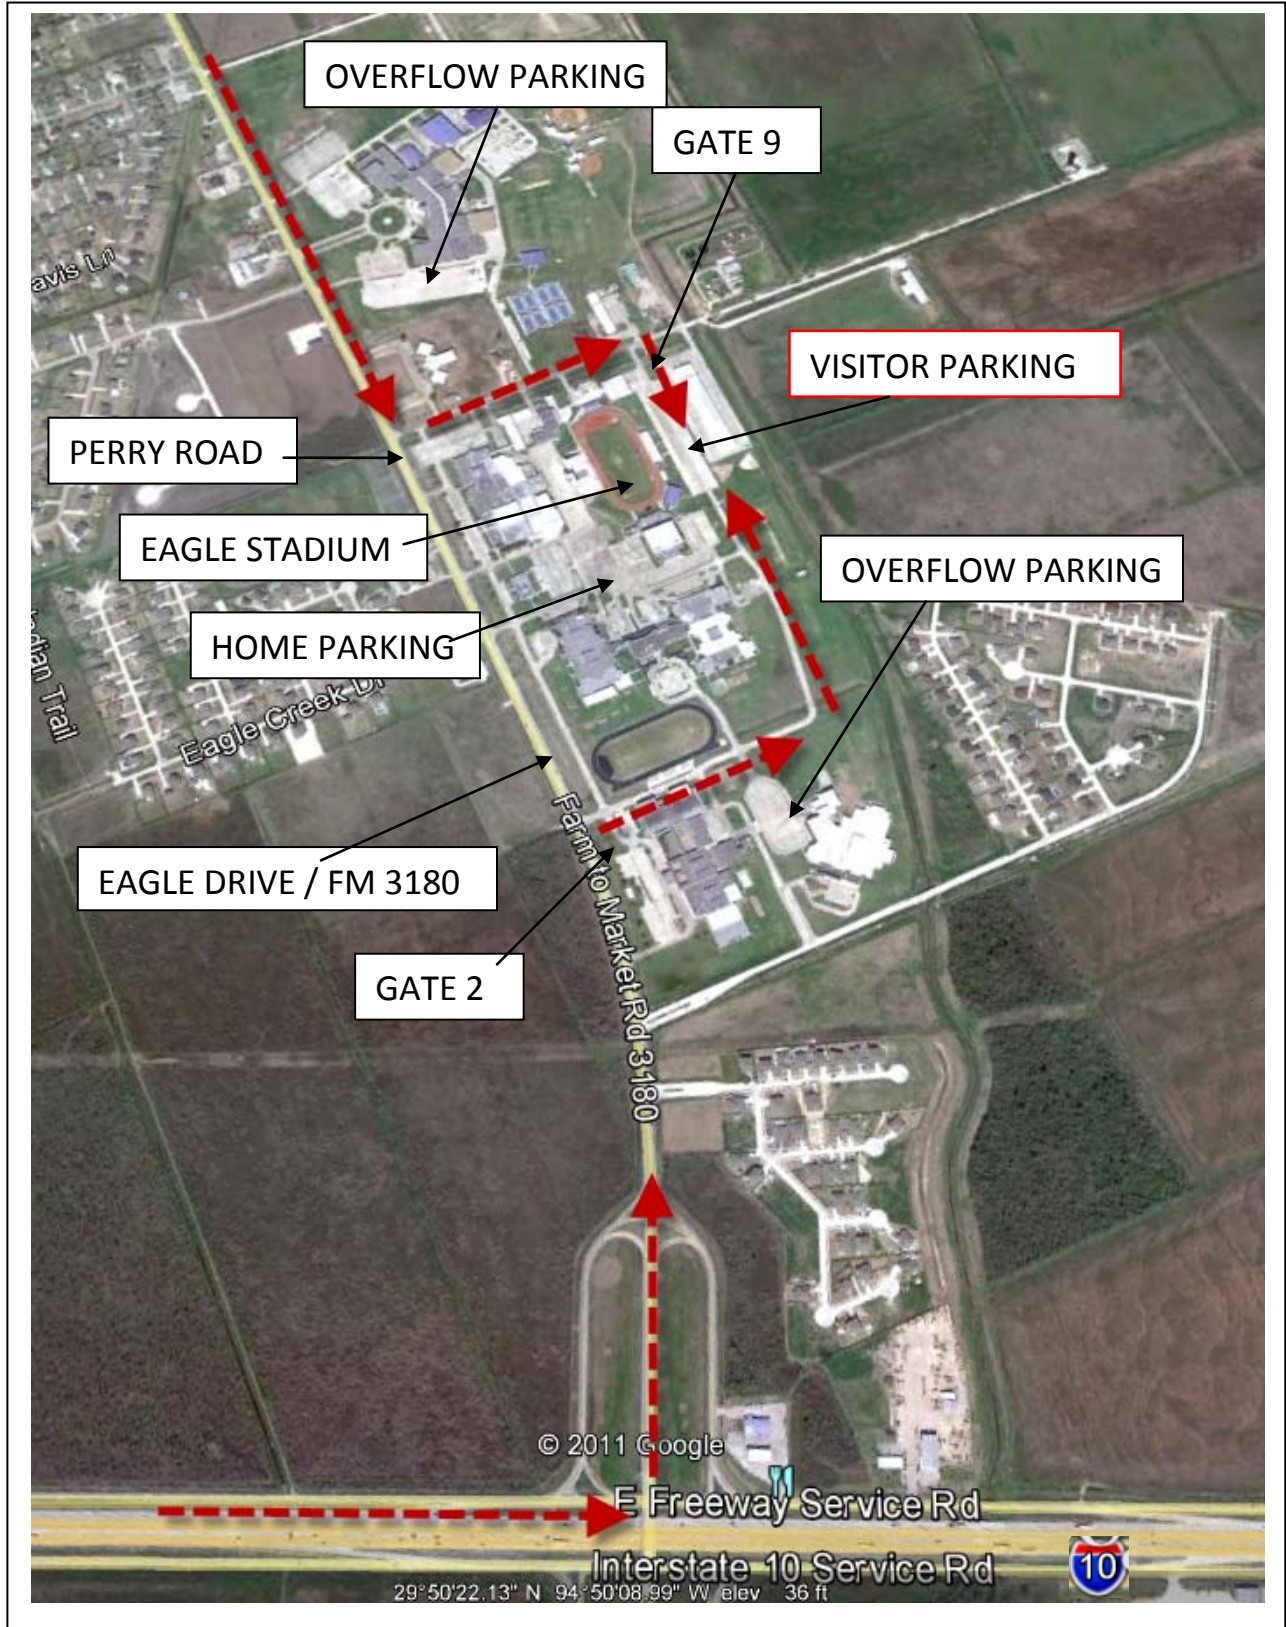 OVERFLOW PARKING
GATE 9
avis Ln
VISITOR PARKING
PERRY ROAD
EAGLE STADIUM
OVERFLOW PARKING
HOME PARKING
Indian Trail
Eagle Creek Dr
Farm to Market Rd 3180
EAGLE DRIVE / FM 3180
GATE 2
© 2011 Google
E Freeway Service Rd
Interstate 10 Service Rd
10
29°50'22.13" N 94°50'08.99" W elev 36 ft